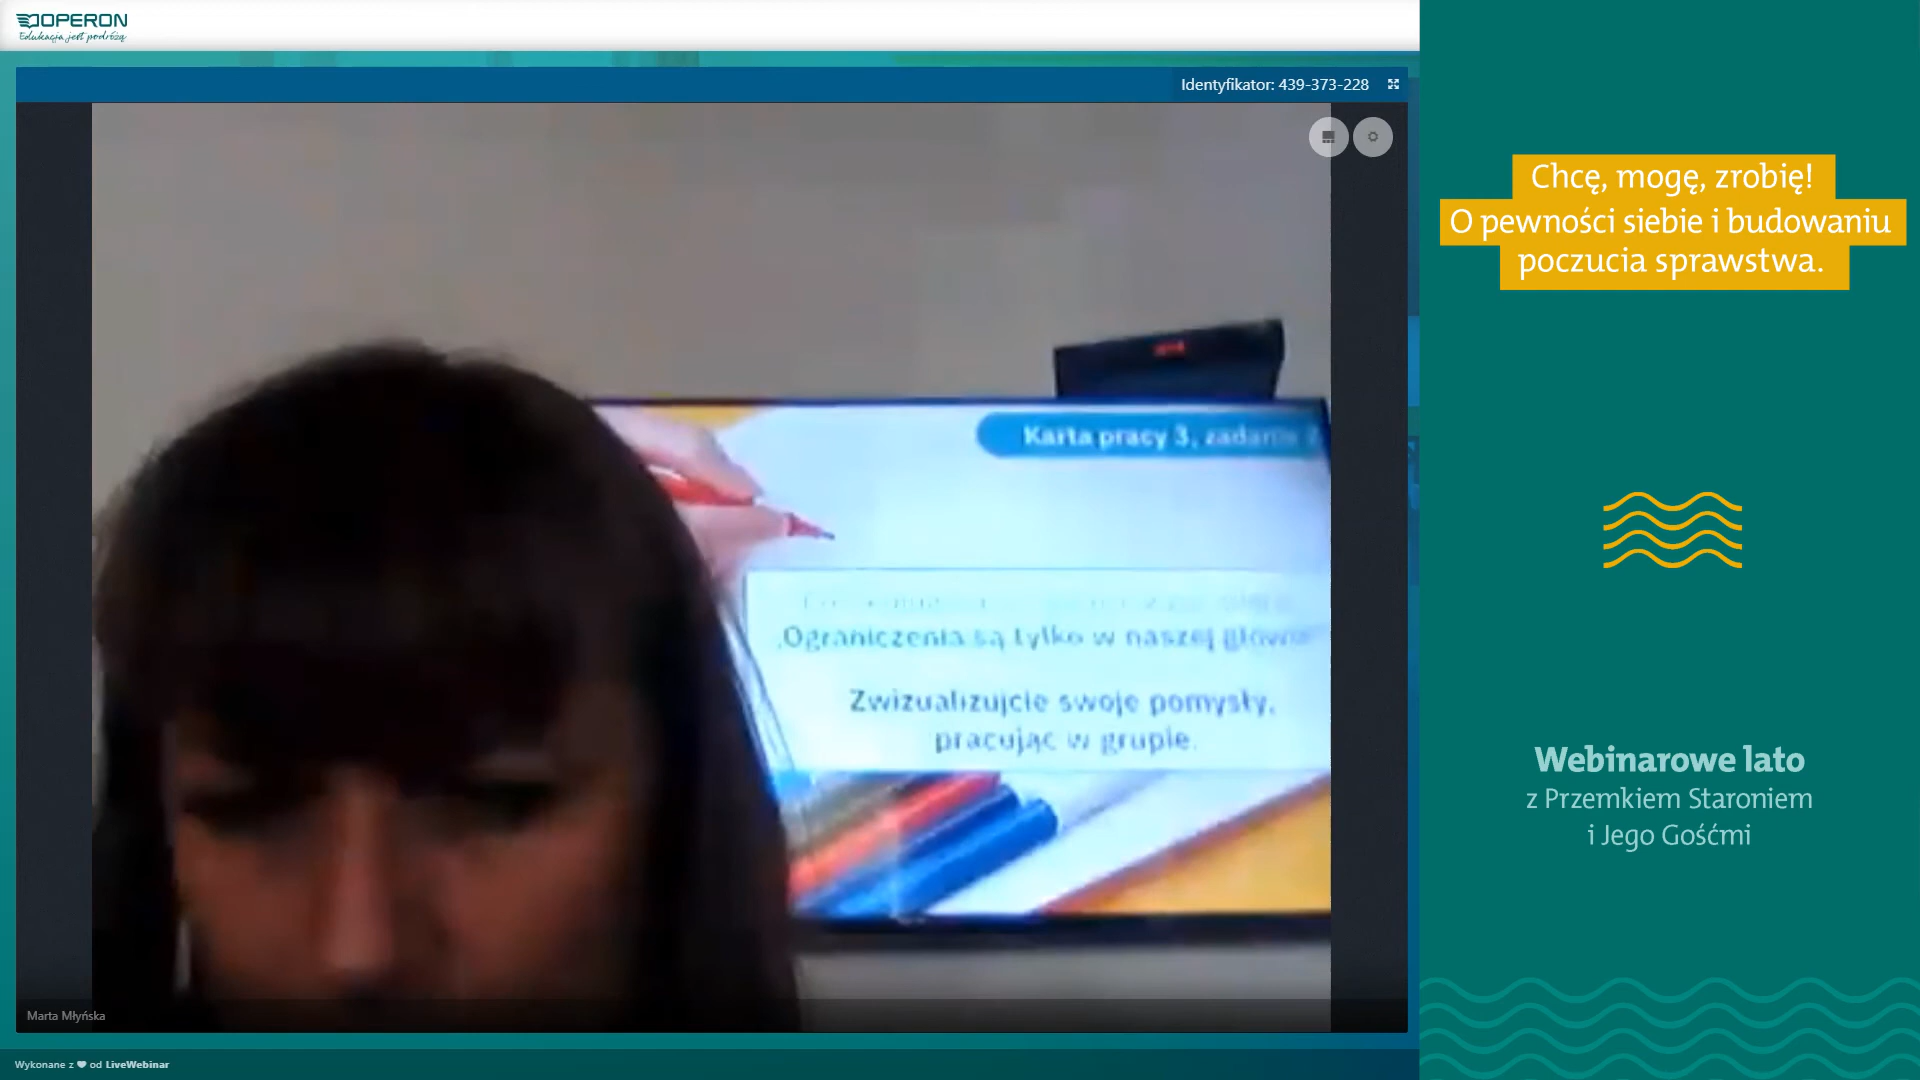 OPERON
Edukacja jest podróżą
Identyfikator: 439-373-228
Chcę, mogę, zrobię!
O pewności siebie i budowaniu
poczucia sprawstwa.
Karta pracy 3, zadanie
„Ograniczenia są tylko w naszej głowie”
Zwizualizujcie swoje pomysły,
pracując w grupie.
Webinarowe lato
z Przemkiem Staroniem
i Jego Gośćmi
Marta Młyńska
Wykonane z ❤ od LiveWebinar